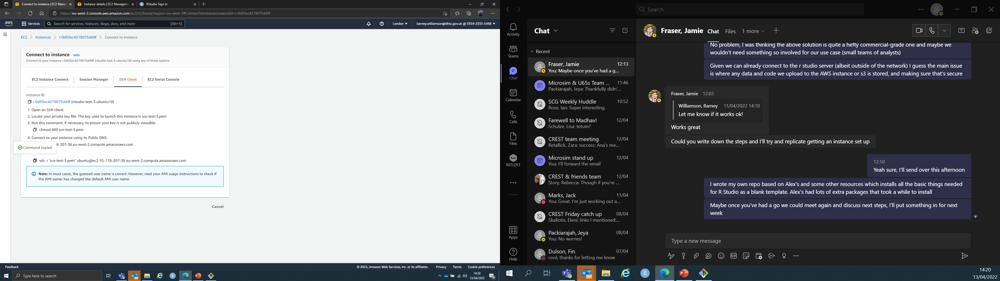 Connect to instance | EC2 Manag
Instance details | EC2 Managem
RStudio Sign In
https://eu-west-2.console.aws.amazon.com/ec2/v2/home?region=eu-west-2#ConnectToInstance:instanceId=i-0d93ec4219075d49f
aws
Services
Search for services, features, blogs, docs, and more
[Alt+S]
London
barney.williamson@dhsc.gov.uk @ 3359-2335-5498
EC2
Instances
i-0d93ec4219075d49f
Connect to instance
Connect to instance Info
Connect to your instance i-0d93ec4219075d49f (rstudio-test-3-ubuntu18) using any of these options
EC2 Instance Connect
Session Manager
SSH client
EC2 Serial Console
Instance ID
i-0d93ec4219075d49f (rstudio-test-3-ubuntu18)
1. Open an SSH client.
2. Locate your private key file. The key used to launch this instance is sce-test-3.pem
3. Run this command, if necessary, to ensure your key is not publicly viewable.
chmod 400 sce-test-3.pem
4. Connect to your instance using its Public DNS:
8-207-36.eu-west-2.compute.amazonaws.com
Command copied
ssh -i "sce-test-3.pem" ubuntu@ec2-35-178-207-36.eu-west-2.compute.amazonaws.com
Note: In most cases, the guessed user name is correct. However, read your AMI usage instructions to check if
the AMI owner has changed the default AMI user name.
Cancel
Feedback
© 2022, Amazon Web Services, Inc. or its affiliates.
Privacy
Terms
Cookie preferences
Type here to search
14:20
13/04/2022
19
Search
Activity
Teams
Chat
Calendar
Calls
Files
REFLEKT
Apps
Help
Chat
Recent
Fraser, Jamie 12:13
You: Maybe once you've had a g...
Microsim & U65s Team ... 11:46
Packiarajah, Jeya: Thankfully didn'...
SCG Weekly Huddle 10:52
Rose, Ian: Super interesting.
Farewell to Madhav! 12/04
Schulze, Lisa: tetum?
CREST team meeting 12/04
Retallick, Zara: success: Ana's me...
Microsim stand up 12/04
You: I'll forward the email
CREST & friends team 12/04
Story, Rebecca: Though if you're ...
Marks, Jack 11/04
You: Great. I'm just working out a...
CREST Friday catch up 08/04
Skaliotis, Eleni: links I mentioned:...
Packiarajah, Jeya 08/04
You: No worries!
Dulson, Fin 07/04
cool, thanks for letting me know
Fraser, Jamie
Chat
Files
1 more
No problem, I was thinking the above solution is quite a hefty commercial-grade one and maybe we
wouldn't need something so involved for our use case (small teams of analysts)
Given we can already connect to the r studio server (albeit outside of the network) I guess the main issue
is where any data and code we upload to the AWS instance or s3 is stored, and making sure that's secure
Fraser, Jamie 12:03
Williamson, Barney 11/04/2022 14:10
Let me know if it works ok!
Works great
Could you write down the steps and I'll try and replicate getting an instance set up
12:10
Yeah sure, I'll send over this afternoon
I wrote my own repo based on Alex's and some other resources which installs all the basic things needed
for R Studio as a blank template. Alex's had lots of extra packages that took a while to install
Maybe once you've had a go we could meet again and discuss next steps, I'll put something in for next
week
Type a new message
GIF
14:20
13/04/2022